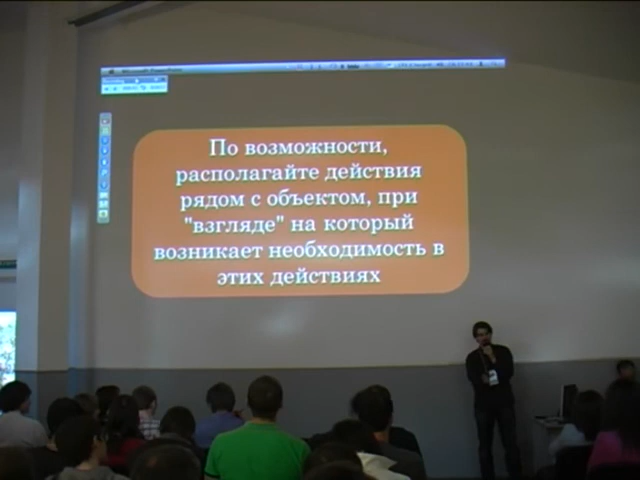 По возможности,
располагайте действия
рядом с объектом, при
"взгляде" на который
возникает необходимость в
этих действиях